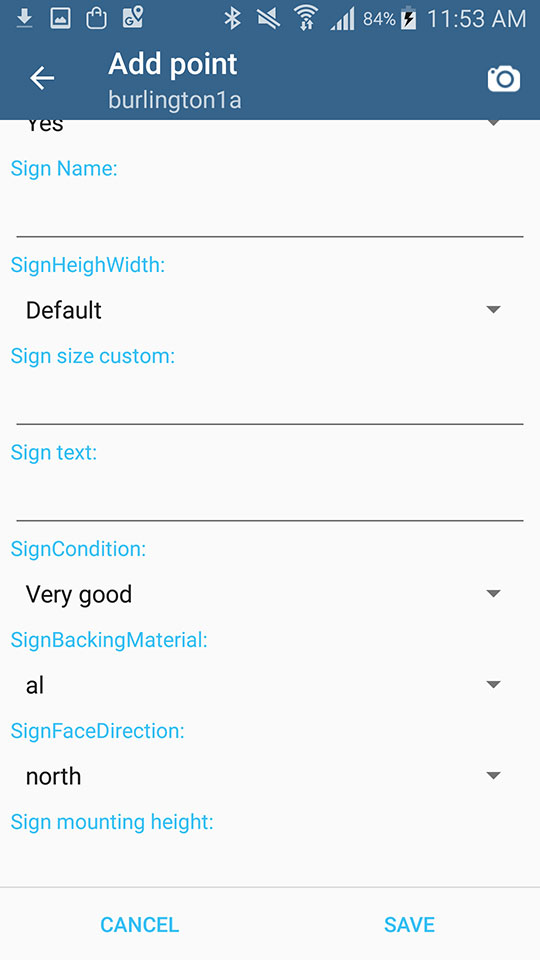 84% 11:53 AM
Add point
burlington1a
Yes
Sign Name:
SignHeighWidth:
Default
Sign size custom:
Sign text:
SignCondition:
Very good
SignBackingMaterial:
al
SignFaceDirection:
north
Sign mounting height:
CANCEL SAVE